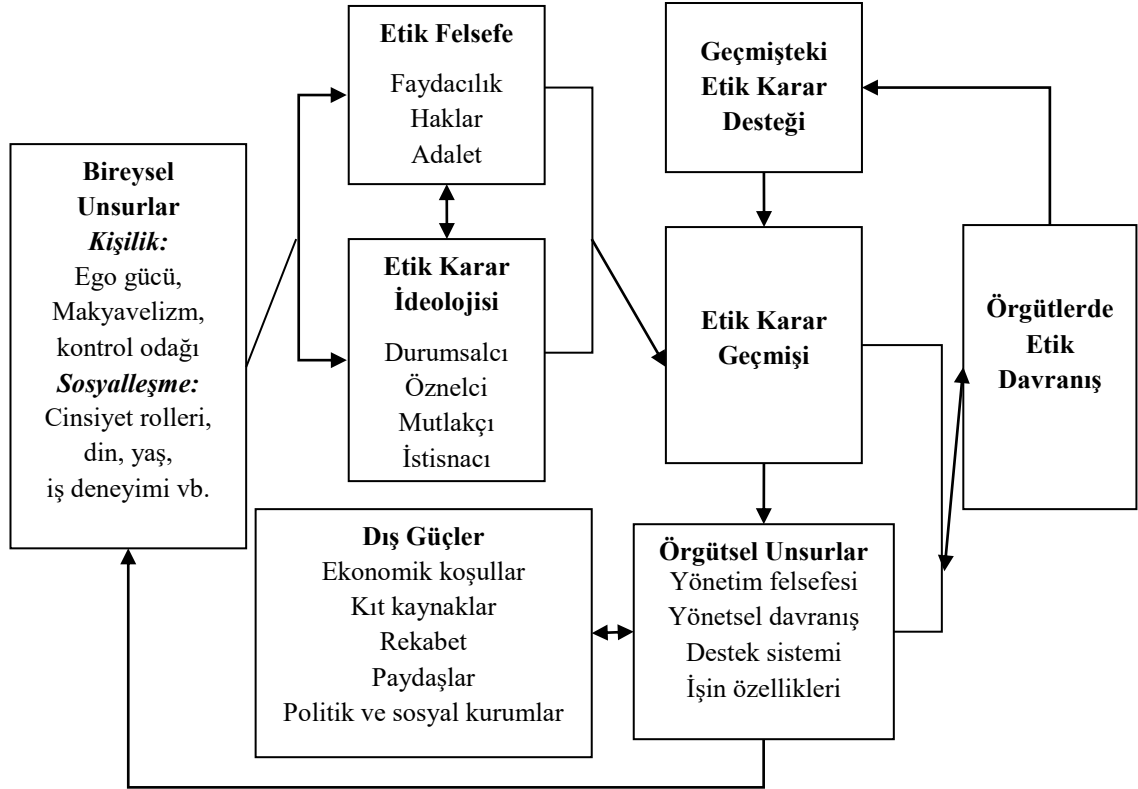 Etik Felsefe
Faydacılık
Haklar
Adalet
Geçmişteki
Etik Karar
Desteği
Bireysel
Unsurlar
Kişilik:
Ego gücü,
Makyavelizm,
kontrol odağı
Sosyalleşme:
Cinsiyet rolleri,
din, yaş,
iş deneyimi vb.
Etik Karar
İdeolojisi
Durumsalcı
Öznelci
Mutlakçı
İstisnacı
Etik Karar
Geçmişi
Örgütlerde
Etik
Davranış
Dış Güçler
Ekonomik koşullar
Kıt kaynaklar
Rekabet
Paydaşlar
Politik ve sosyal kurumlar
Örgütsel Unsurlar
Yönetim felsefesi
Yönetsel davranış
Destek sistemi
İşin özellikleri